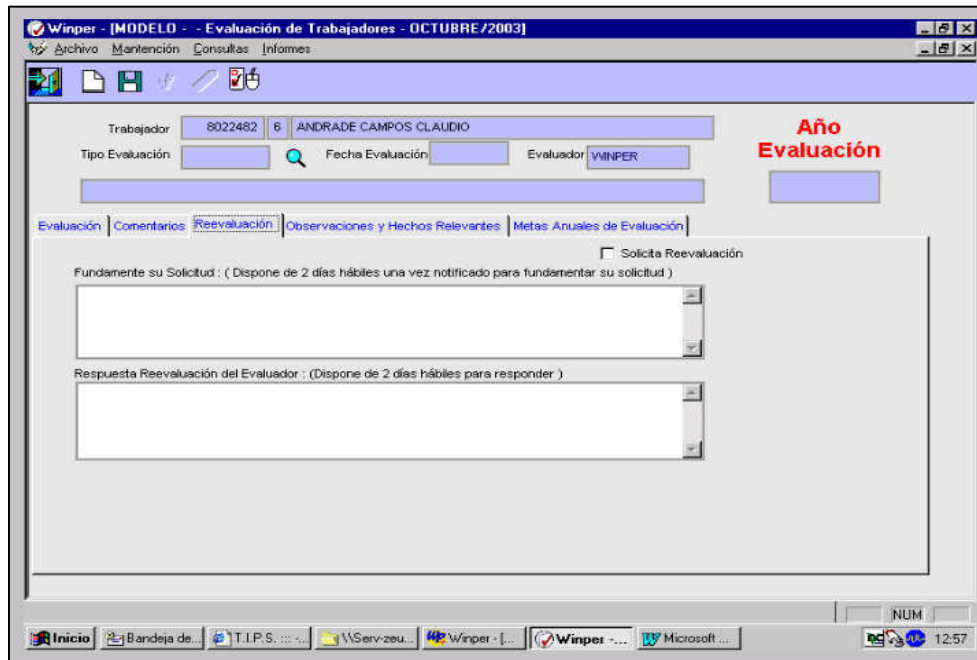 Winper - [MODELO - - Evaluación de Trabajadores - OCTUBRE/2003]
Archivo Mantención Consultas Informes
Trabajador 8022482 6 ANDRADE CAMPOS CLAUDIO
Año
Evaluación
Tipo Evaluación Fecha Evaluación Evaluador WINPER
Evaluación Comentarios Reevaluación Observaciones y Hechos Relevantes Metas Anuales de Evaluación
Solicita Reevaluación
Fundamente su Solicitud : ( Dispone de 2 días hábiles una vez notificado para fundamentar su solicitud )
Respuesta Reevaluación del Evaluador : (Dispone de 2 días hábiles para responder )
NUM
Inicio Bandeja de... T.I.P.S. ::: -... \\Serv-zeu... Winper - [... Winper -... Microsoft ... 12:57